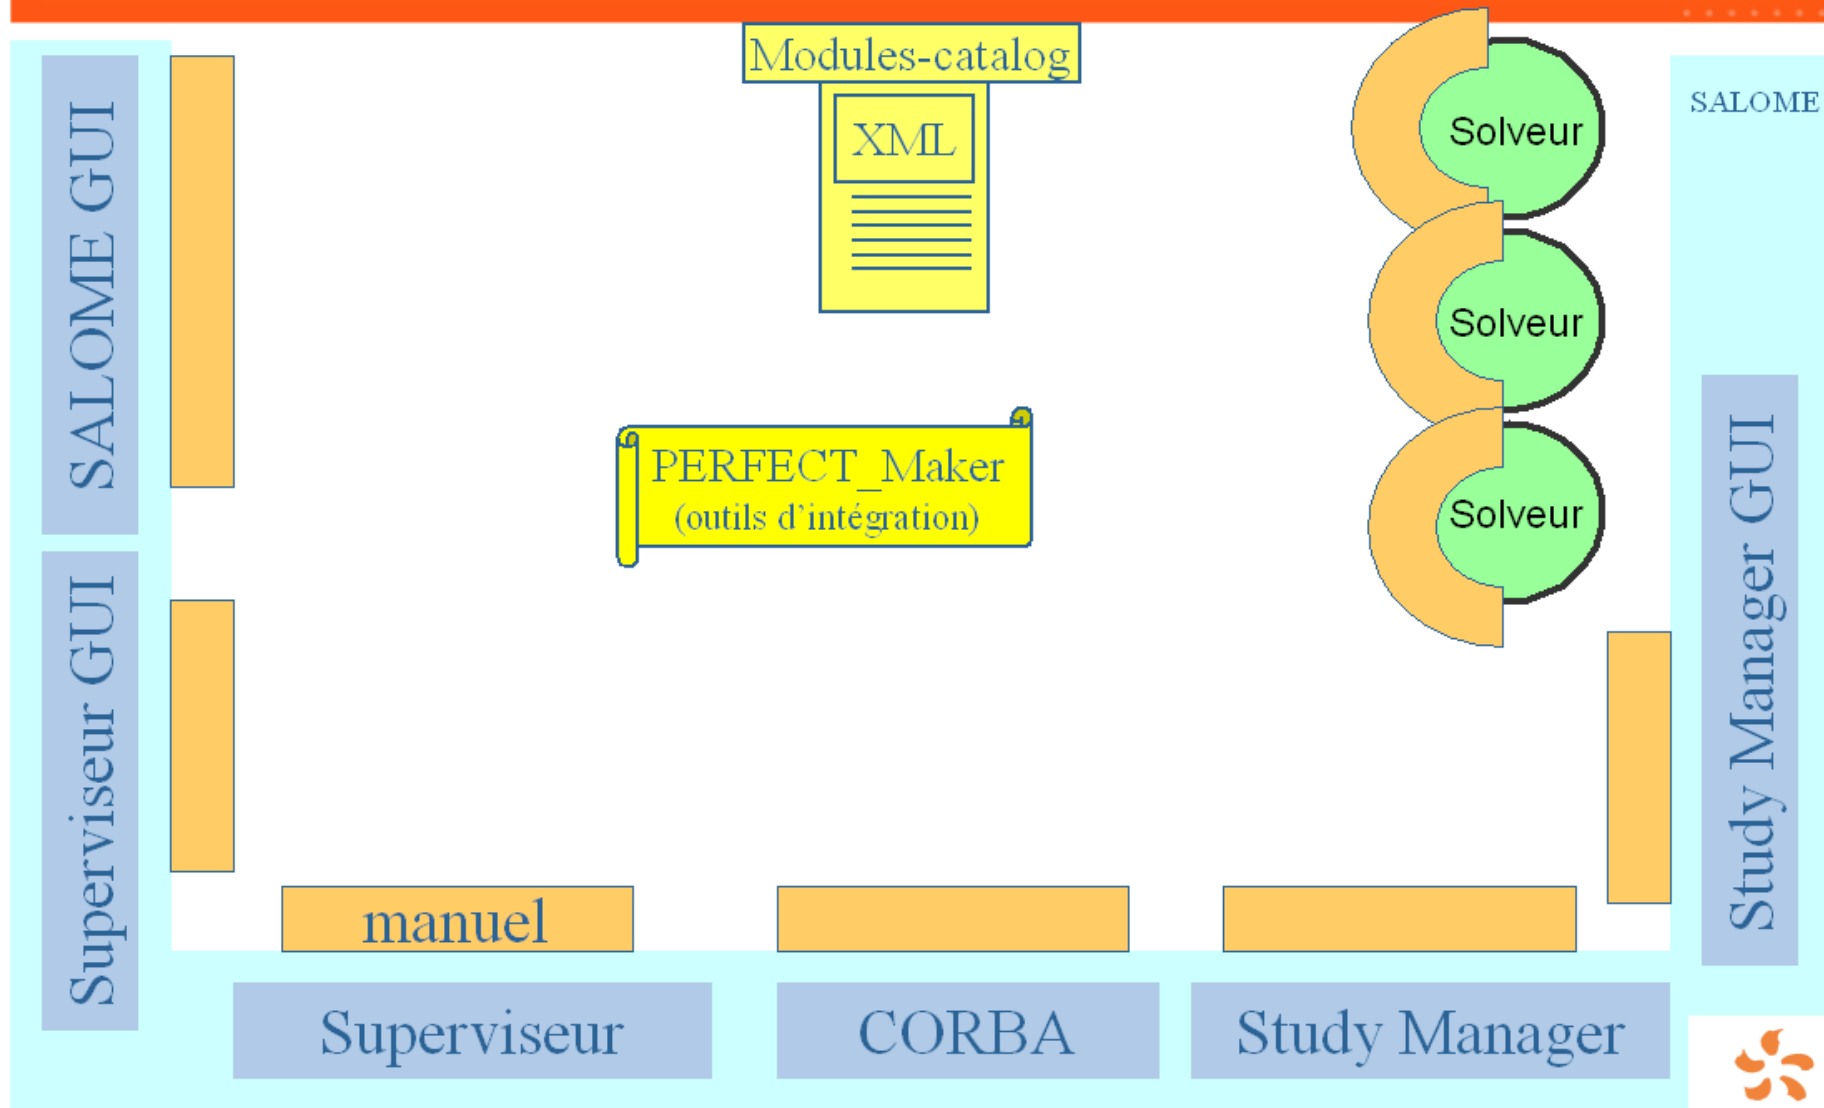 Modules-catalog
XML
Solveur
Solveur
Solveur
SALOME
SALOME GUI
Superviseur GUI
PERFECT_Maker
(outils d’intégration)
Study Manager GUI
manuel
Superviseur
CORBA
Study Manager